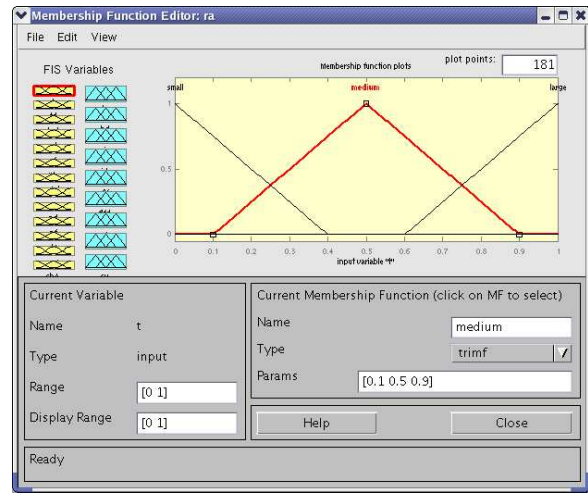 Membership Function Editor: ra
File Edit View
FIS Variables
Membership function plots
plot points:
181
small
medium
large
1
0.5
0
0 0.1 0.2 0.3 0.4 0.5 0.6 0.7 0.8 0.9 1
input variable "t"
Current Variable
Name t
Type input
Range [0 1]
Display Range [0 1]
Current Membership Function (click on MF to select)
Name medium
Type trimf
Params [0.1 0.5 0.9]
Help
Close
Ready